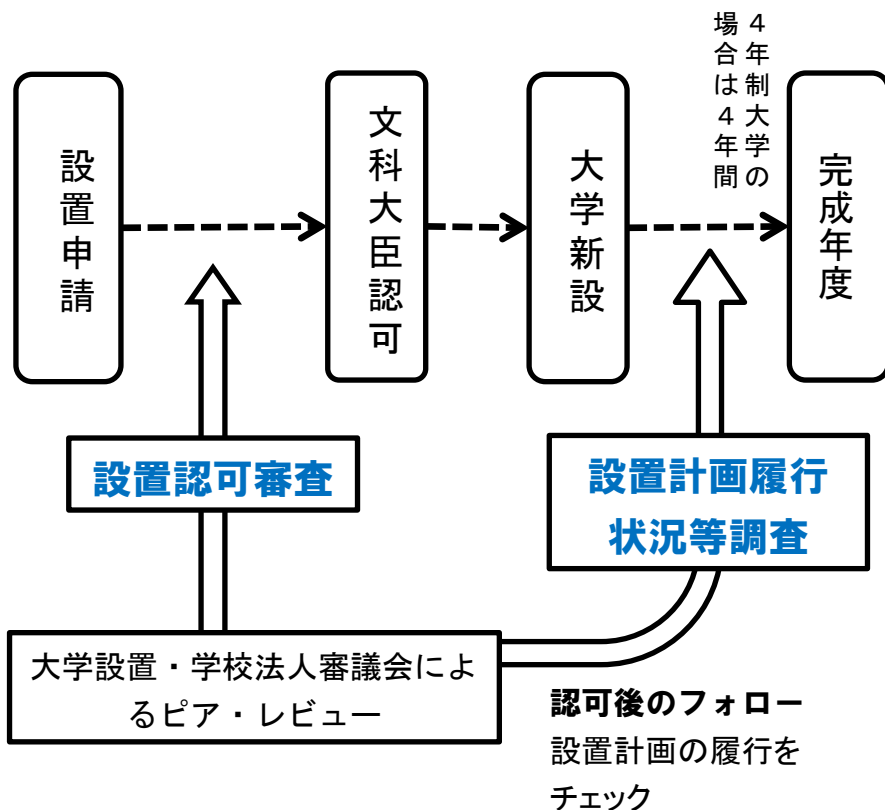 設置申請
文科大臣認可
大学新設
４年制大学の
場合は４年間
完成年度
設置認可審査
設置計画履行
状況等調査
大学設置・学校法人審議会によ
るピア・レビュー
認可後のフォロー
設置計画の履行を
チェック